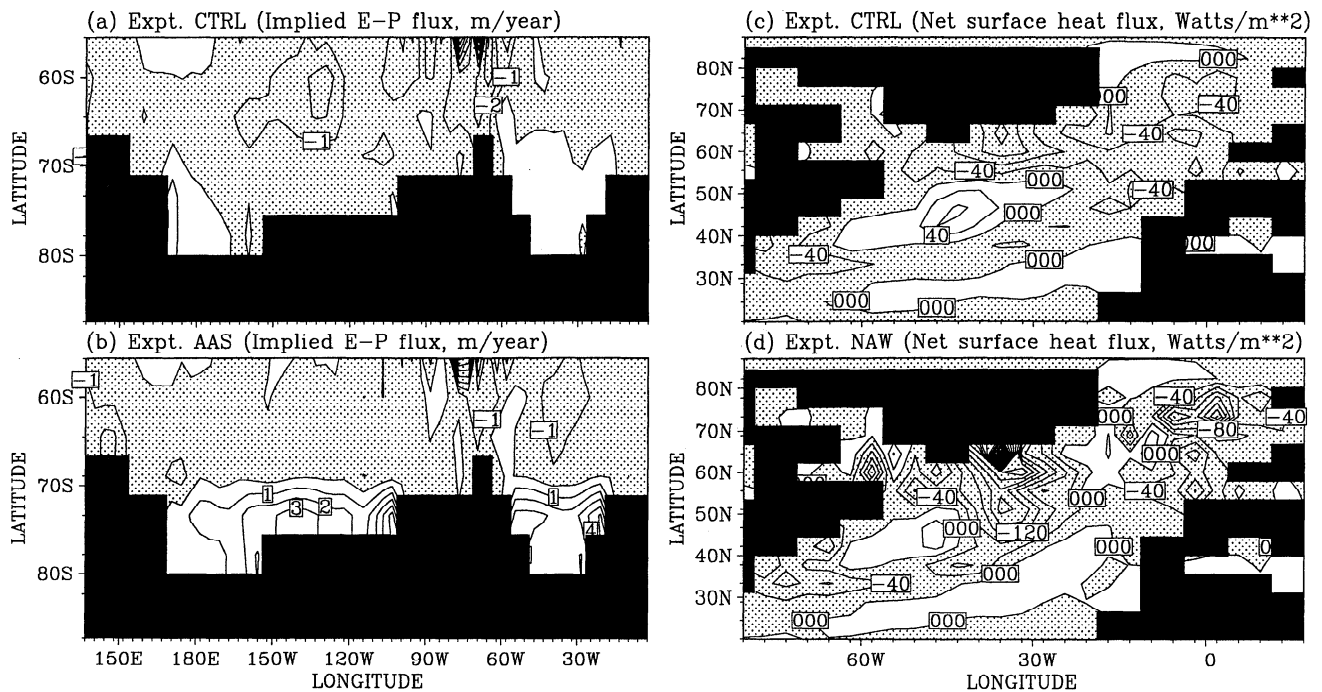 (a) Expt. CTRL (Implied E-P flux, m/year)
60S
70S
80S
LATITUDE
-1
-2
-1
(b) Expt. AAS (Implied E-P flux, m/year)
-1
60S
70S
80S
LATITUDE
-1
-1
1
3
2
1
4
150E 180E 150W 120W 90W 60W 30W
LONGITUDE
(c) Expt. CTRL (Net surface heat flux, Watts/m**2)
80N
70N
60N
50N
40N
30N
LATITUDE
000
000
-40
-40
-40
000
-40
000
40
-40
000
000
000
000
(d) Expt. NAW (Net surface heat flux, Watts/m**2)
80N
70N
60N
50N
40N
30N
LATITUDE
-40
000
-40
-80
000
-40
-40
000
000
-120
000
-40
000
000
000
60W 30W 0
LONGITUDE